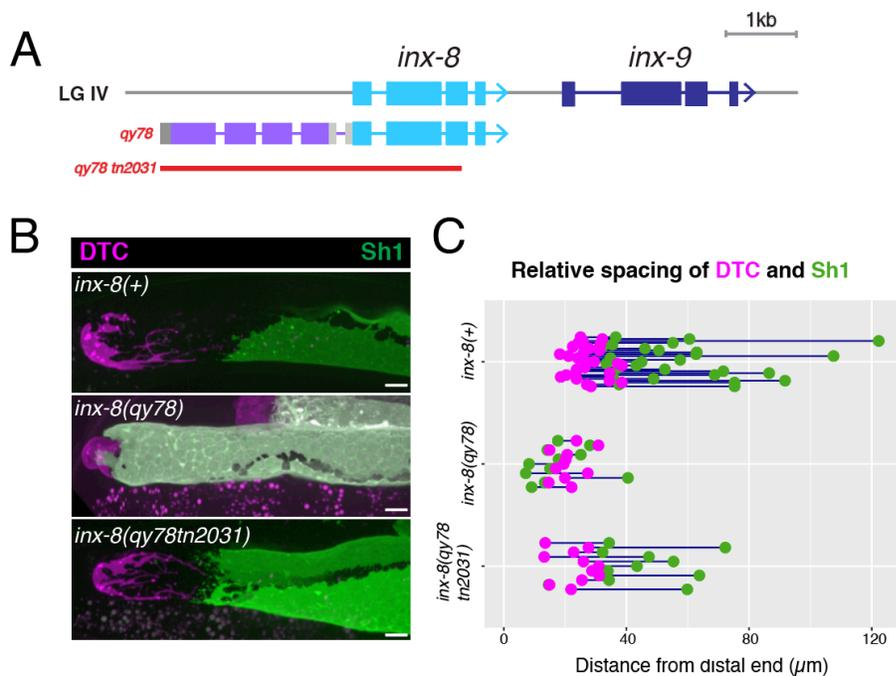 A
1kb
inx-8
inx-9
LG IV
qy78
qy78 tn2031
B
DTC
Sh1
inx-8(+)
inx-8(qy78)
inx-8(qy78tn2031)
C
Relative spacing of DTC and Sh1
inx-8(+)
inx-8(qy78)
inx-8(qy78
tn2031)
0
40
80
120
Distance from distal end (µm)